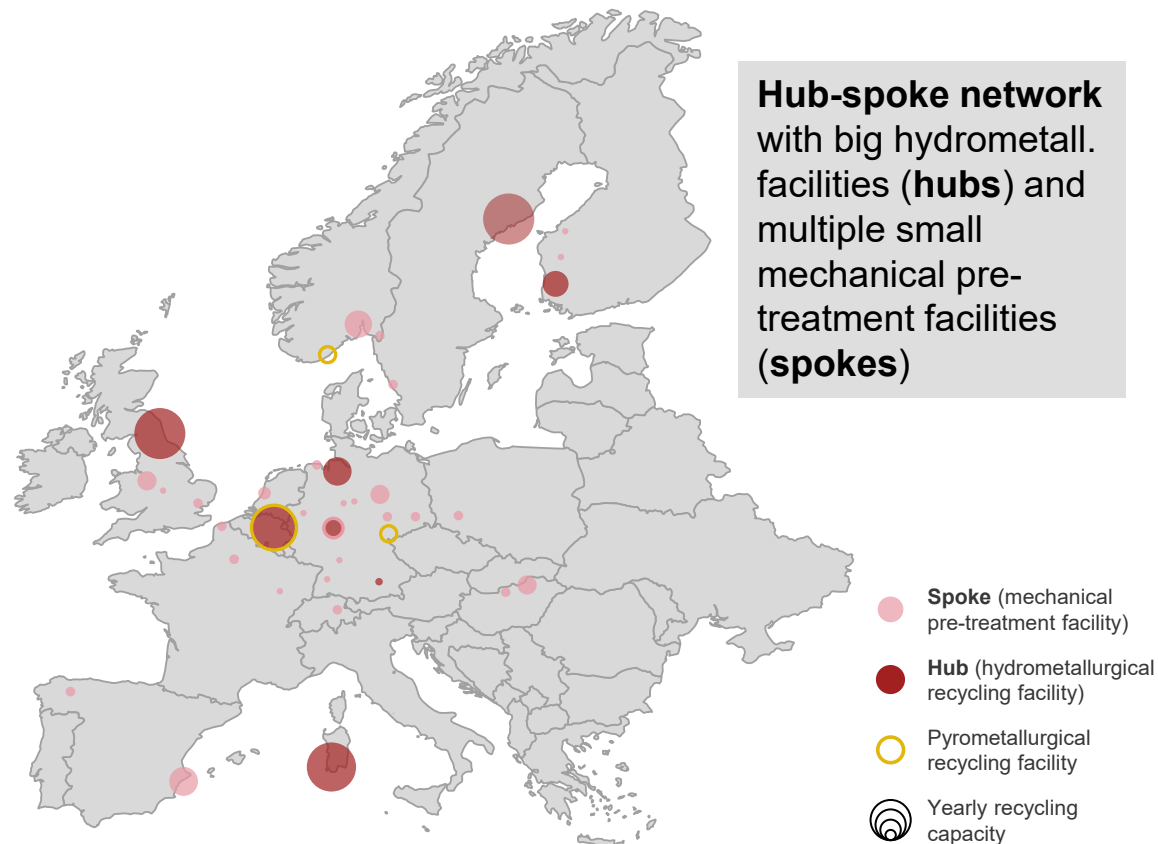 Hub-spoke network
with big hydrometall.
facilities (hubs) and
multiple small
mechanical pre-
treatment facilities
(spokes)
Spoke (mechanical
pre-treatment facility)
Hub (hydrometallurgical
recycling facility)
Pyrometallurgical
recycling facility
Yearly recycling
capacity